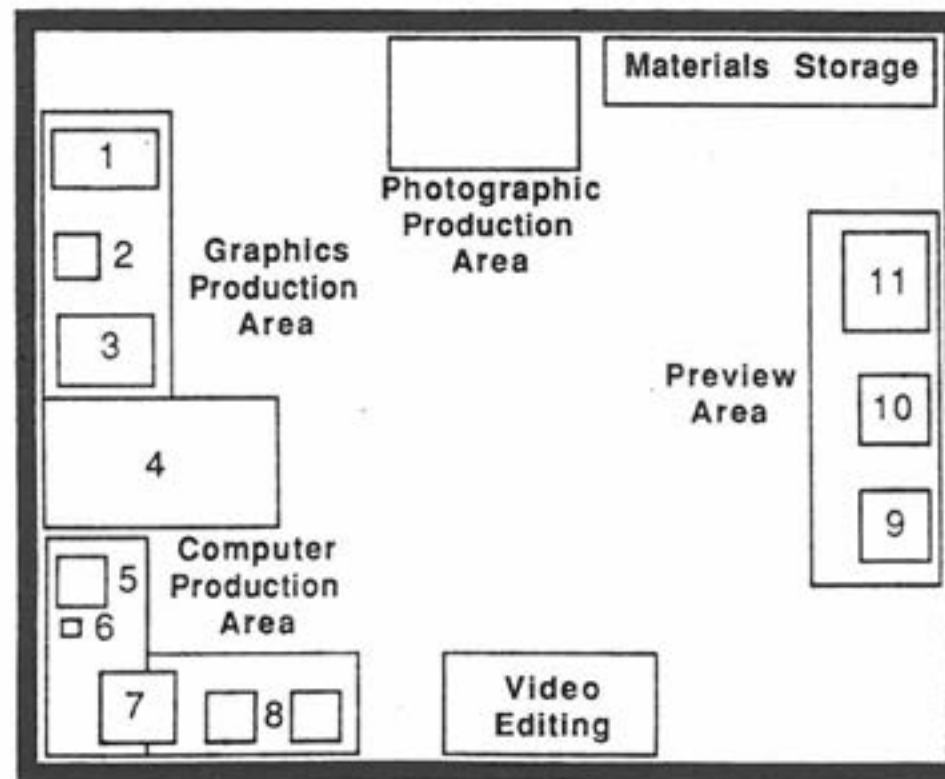 Materials Storage
Photographic
Production
Area
1
2
3
Graphics
Production
Area
4
11
10
9
Preview
Area
Computer
Production
Area
5
6
7
8
Video
Editing